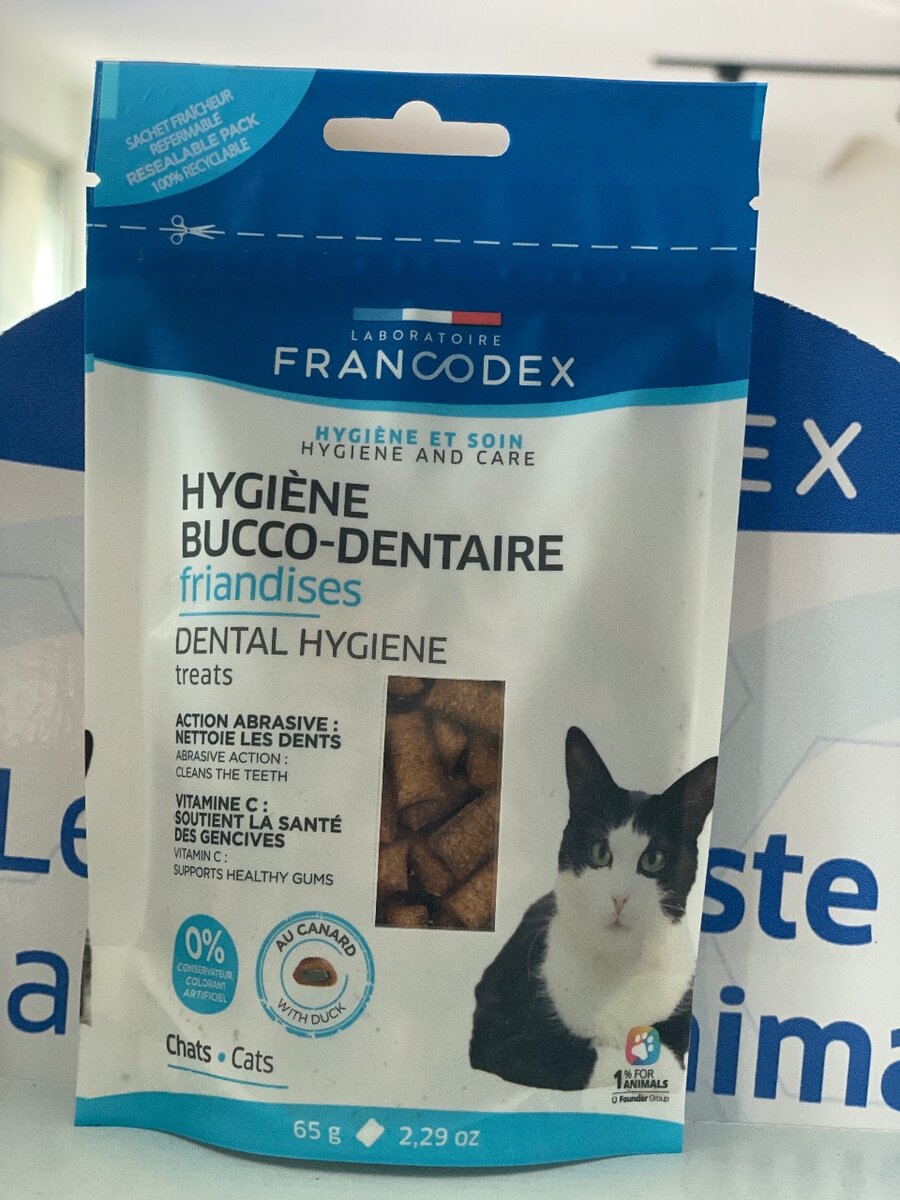 SACHET FRAÎCHEUR
REFERMABLE
RESEALABLE PACK
100% RECYCLABLE
LABORATOIRE
FRANCODEX
HYGIÈNE ET SOIN
HYGIENE AND CARE
HYGIÈNE
BUCCO-DENTAIRE
friandises
DENTAL HYGIENE
treats
ACTION ABRASIVE :
NETTOIE LES DENTS
ABRASIVE ACTION :
CLEANS THE TEETH
VITAMINE C :
SOUTIENT LA SANTÉ
DES GENCIVES
VITAMIN C :
SUPPORTS HEALTHY GUMS
0%
CONSERVATEUR,
COLORANT
ARTIFICIEL
AU CANARD
WITH DUCK
Chats • Cats
1% FOR
ANIMALS
Founder Group
65 g 2,29 oz
EX
Le
ste
a
nima